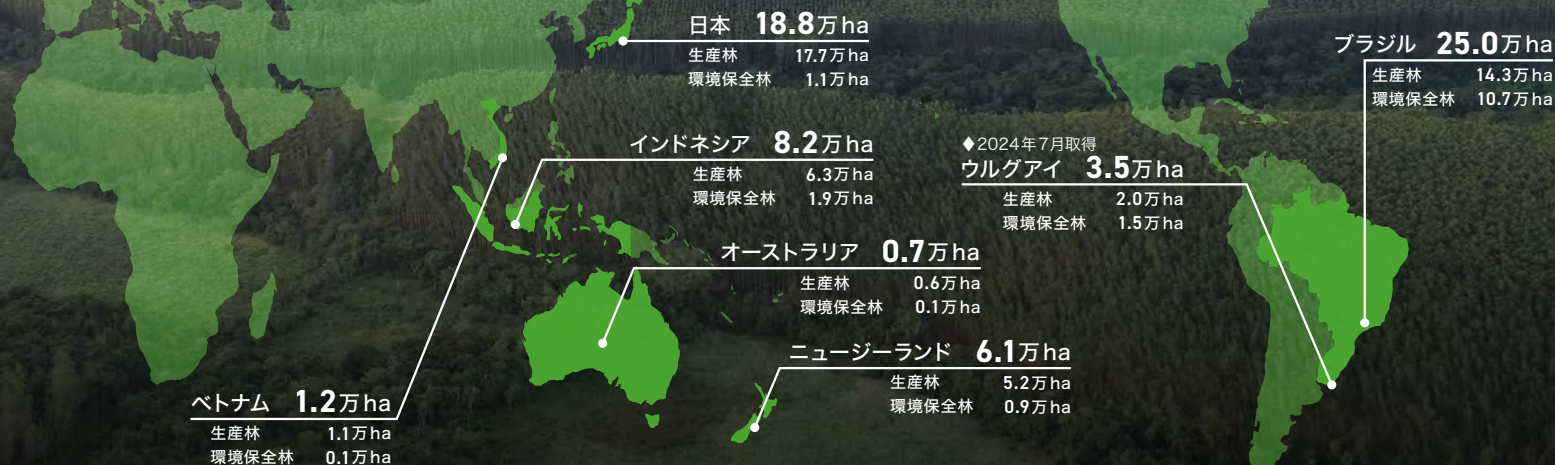 日本 18.8万ha
生産林 17.7万ha
環境保全林 1.1万ha
ブラジル 25.0万ha
生産林 14.3万ha
環境保全林 10.7万ha
インドネシア 8.2万ha
生産林 6.3万ha
環境保全林 1.9万ha
♦2024年7月取得
ウルグアイ 3.5万ha
生産林 2.0万ha
環境保全林 1.5万ha
オーストラリア 0.7万ha
生産林 0.6万ha
環境保全林 0.1万ha
ニュージーランド 6.1万ha
生産林 5.2万ha
環境保全林 0.9万ha
ベトナム 1.2万ha
生産林 1.1万ha
環境保全林 0.1万ha